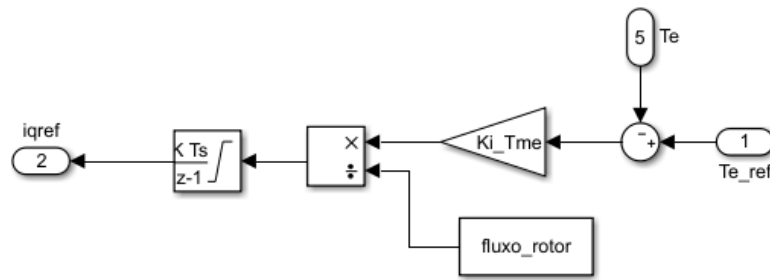 5 Te
iqref
2
K Ts
z-1
×
÷
Ki_Tme
-
+
1
Te_ref
fluxo_rotor